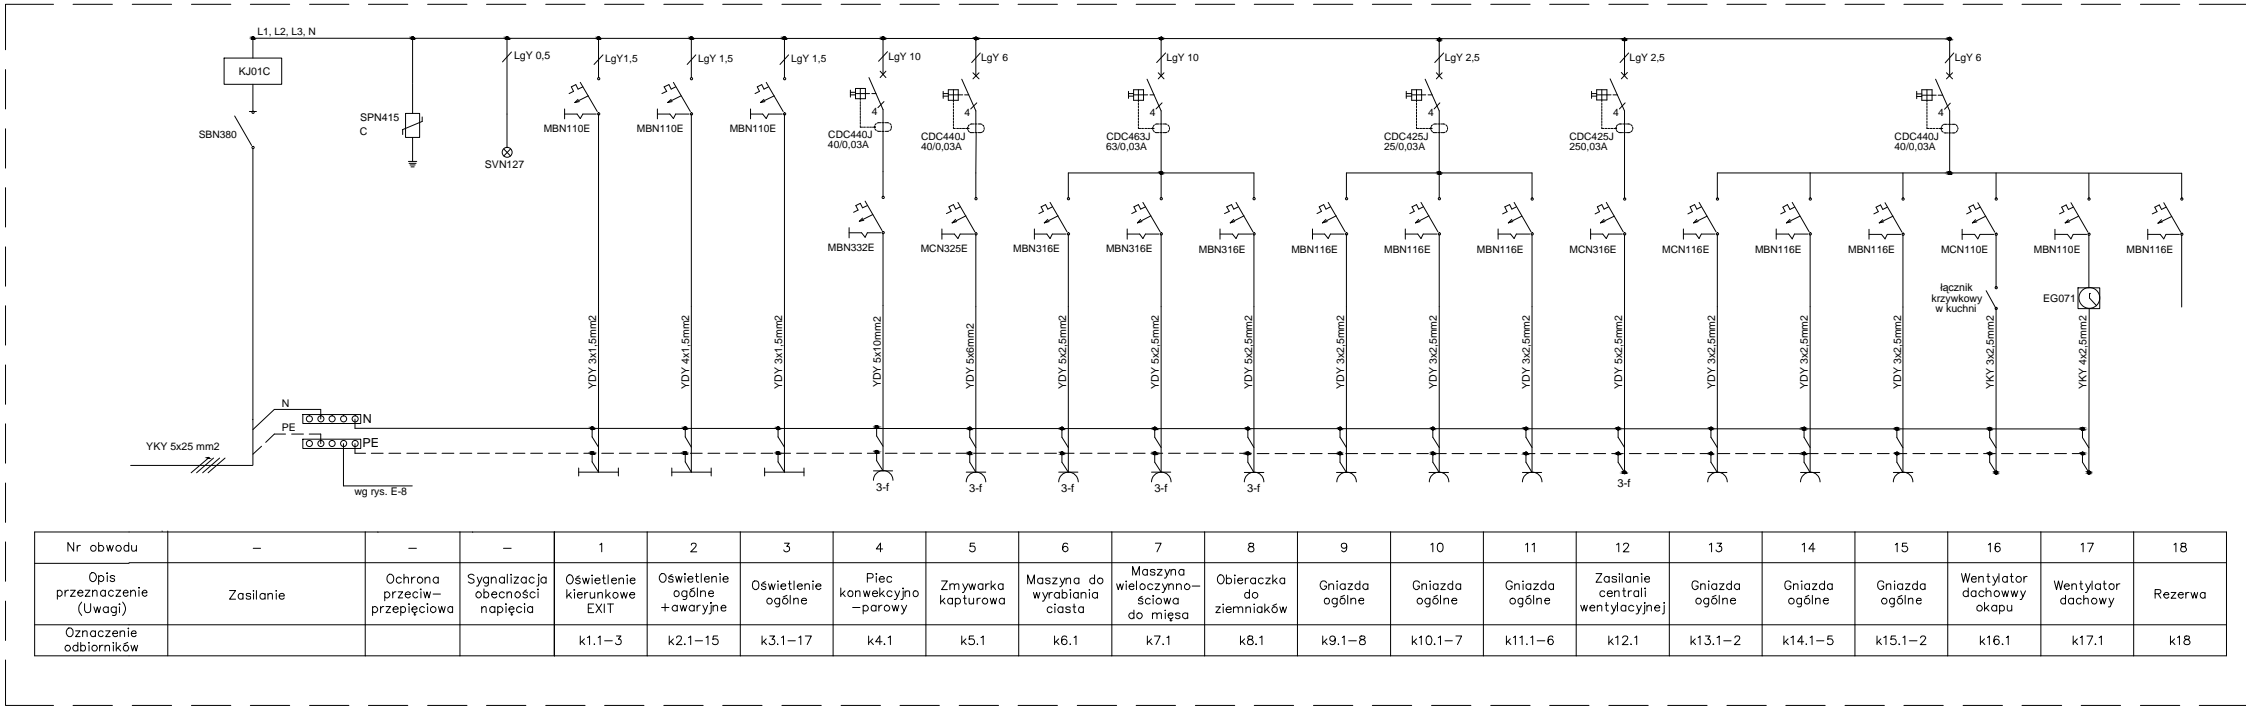 L1, L2, L3, N
KJ01C
SBN380
SPN415
C
LgY 0,5
SVN127
LgY1,5
MBN110E
LgY 1,5
MBN110E
LgY 1,5
MBN110E
LgY 10
4
CDC440J
40/0,03A
LgY 6
4
CDC440J
40/0,03A
LgY 10
4
CDC463J
63/0,03A
LgY 2,5
4
CDC425J
25/0,03A
LgY 2,5
4
CDC425J
250,03A
LgY 6
4
CDC440J
40/0,03A
MBN332E
MCN325E
MBN316E
MBN316E
MBN316E
MBN116E
MBN116E
MBN116E
MCN316E
MCN116E
MBN116E
MBN116E
MCN110E
MBN110E
MBN116E
łącznik
krzywkowy
w kuchni
EG071
YDY 3x1,5mm2
YDY 4x1,5mm2
YDY 3x1,5mm2
YDY 5x10mm2
YDY 5x6mm2
YDY 5x2,5mm2
YDY 5x2,5mm2
YDY 5x2,5mm2
YDY 3x2,5mm2
YDY 3x2,5mm2
YDY 3x2,5mm2
YDY 5x2,5mm2
YDY 3x2,5mm2
YDY 3x2,5mm2
YDY 3x2,5mm2
YKY 3x2,5mm2
YKY 4x2,5mm2
N
N
PE
PE
YKY 5x25 mm2
wg rys. E-8
3-f
3-f
3-f
3-f
3-f
3-f
Nr obwodu – – – 1 2 3 4 5 6 7 8 9 10 11 12 13 14 15 16 17 18
Opis
przeznaczenie
(Uwagi)
Zasilanie
Ochrona
przeciw–
przepięciowa
Sygnalizacja
obecności
napięcia
Oświetlenie
kierunkowe
EXIT
Oświetlenie
ogólne
+awaryjne
Oświetlenie
ogólne
Piec
konwekcyjno
–parowy
Zmywarka
kapturowa
Maszyna do
wyrabiania
ciasta
Maszyna
wieloczynno–
ściowa
do mięsa
Obieraczka
do
ziemniaków
Gniazda
ogólne
Gniazda
ogólne
Gniazda
ogólne
Zasilanie
centrali
wentylacyjnej
Gniazda
ogólne
Gniazda
ogólne
Gniazda
ogólne
Wentylator
dachowwy
okapu
Wentylator
dachowy
Rezerwa
Oznaczenie
odbiorników
k1.1–3 k2.1–15 k3.1–17 k4.1 k5.1 k6.1 k7.1 k8.1 k9.1–8 k10.1–7 k11.1–6 k12.1 k13.1–2 k14.1–5 k15.1–2 k16.1 k17.1 k18